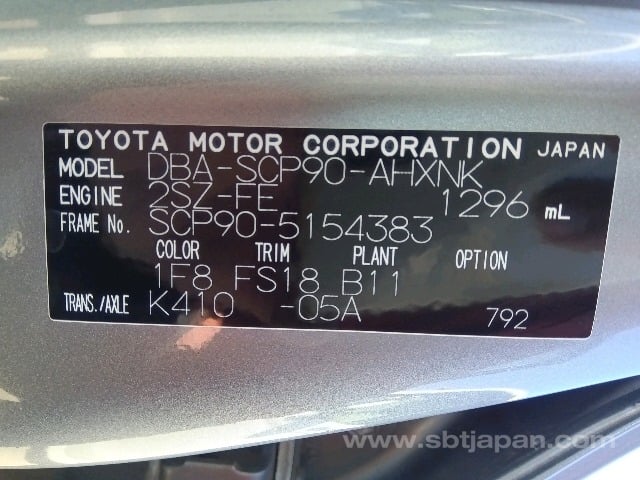 TOYOTA MOTOR CORPORATION JAPAN
MODEL DBA-SCP90-AHXNK
ENGINE 2SZ-FE 1296 mL
FRAME No. SCP90-5154383
COLOR TRIM PLANT OPTION
1F8 FS18 B11
TRANS./AXLE K410 -05A 792
www.sbtjapan.com